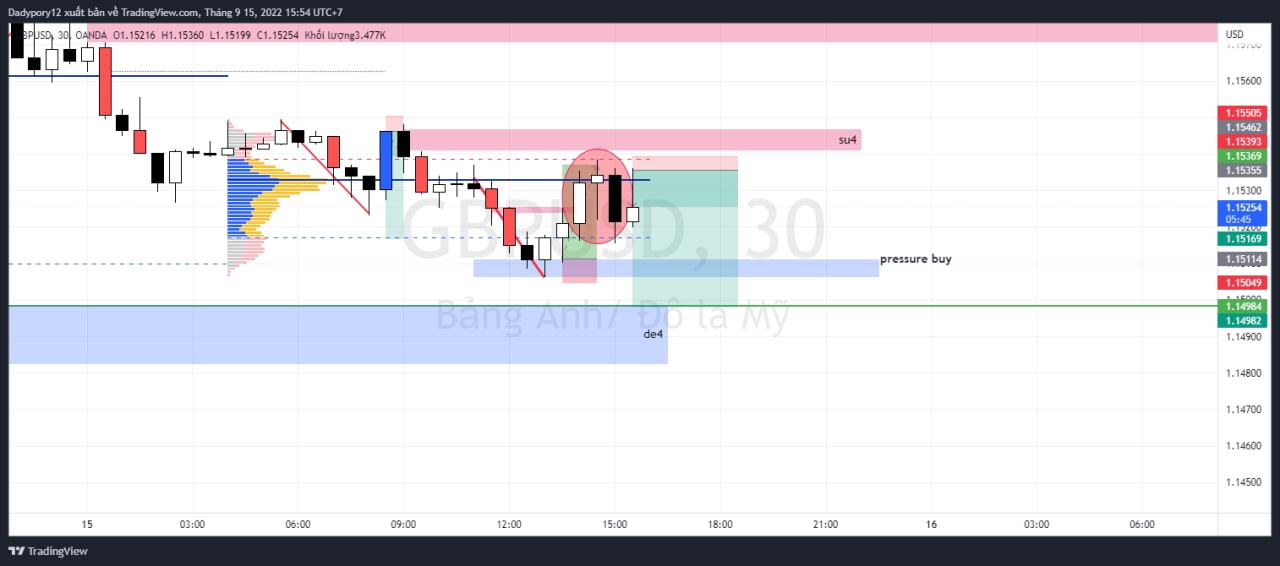 Dadypory12 xuất bản về TradingView.com, Tháng 9 15, 2022 15:54 UTC+7
GBPUSD, 30, OANDA O1.15216 H1.15360 L1.15199 C1.15254 Khối lượng3.477K
USD
1.15700
1.15600
1.15505
1.15462
1.15393
1.15369
1.15355
1.15300
1.15254
05:45
1.15200
1.15169
1.15114
1.15049
1.15000
1.14984
1.14982
1.14900
1.14800
1.14700
1.14600
1.14500
su4
GBPUSD, 30
pressure buy
Bảng Anh/ Đô la Mỹ
de4
15 03:00 06:00 09:00 12:00 15:00 18:00 21:00 16 03:00 06:00
TradingView